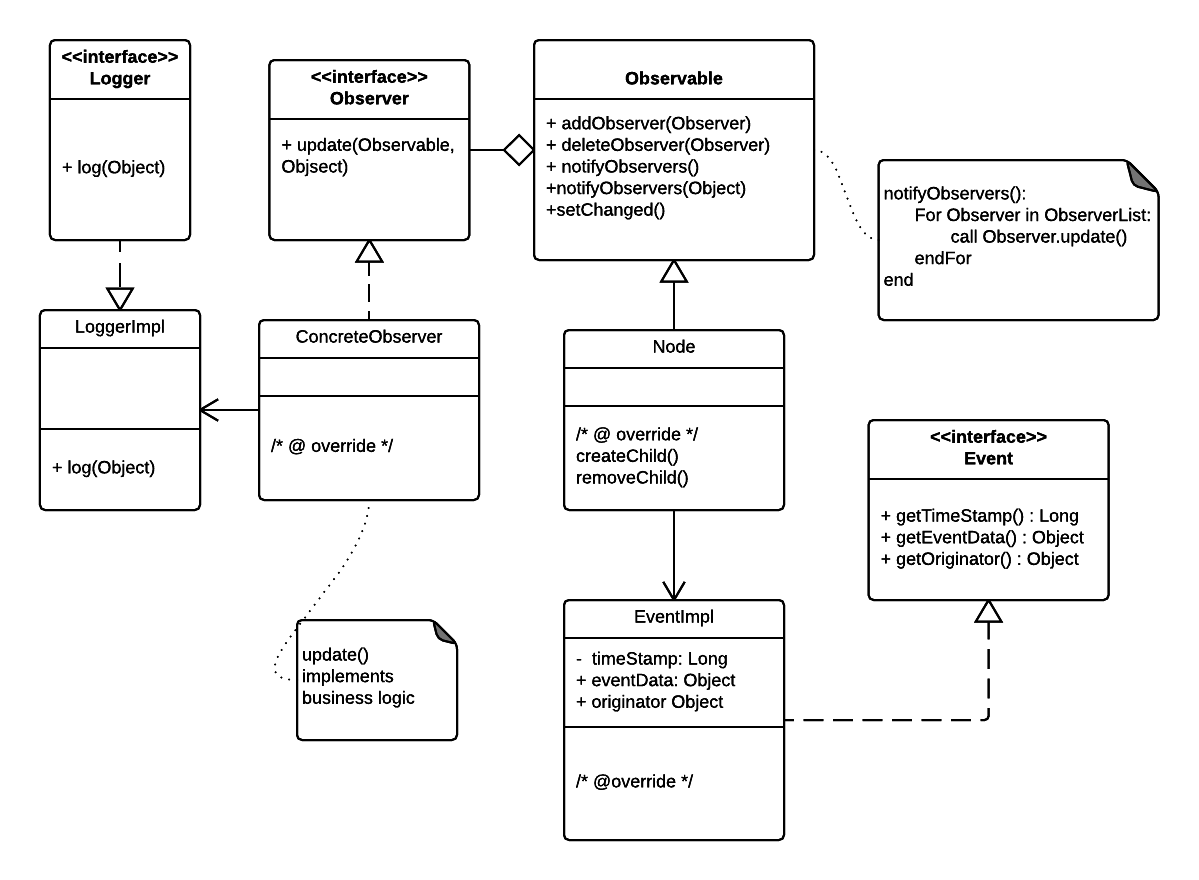 <<interface>>
Logger
+ log(Object)
<<interface>>
Observer
+ update(Observable,
Objsect)
Observable
+ addObserver(Observer)
+ deleteObserver(Observer)
+ notifyObservers()
+notifyObservers(Object)
+setChanged()
notifyObservers():
For Observer in ObserverList:
call Observer.update()
endFor
end
LoggerImpl
+ log(Object)
ConcreteObserver
/* @ override */
Node
/* @ override */
createChild()
removeChild()
<<interface>>
Event
+ getTimeStamp() : Long
+ getEventData() : Object
+ getOriginator() : Object
update()
implements
business logic
EventImpl
- timeStamp: Long
+ eventData: Object
+ originator Object
/* @override */